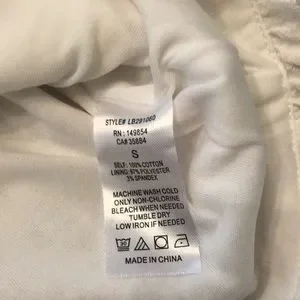 STYLE# LB291060
RN : 149854
CA# 35884
S
SELF: 100% COTTON
LINING: 97% POLYESTER
3% SPANDEX
MACHINE WASH COLD
ONLY NON-CHLORINE
BLEACH WHEN NEEDED
TUMBLE DRY
LOW IRON IF NEEDED
MADE IN CHINA